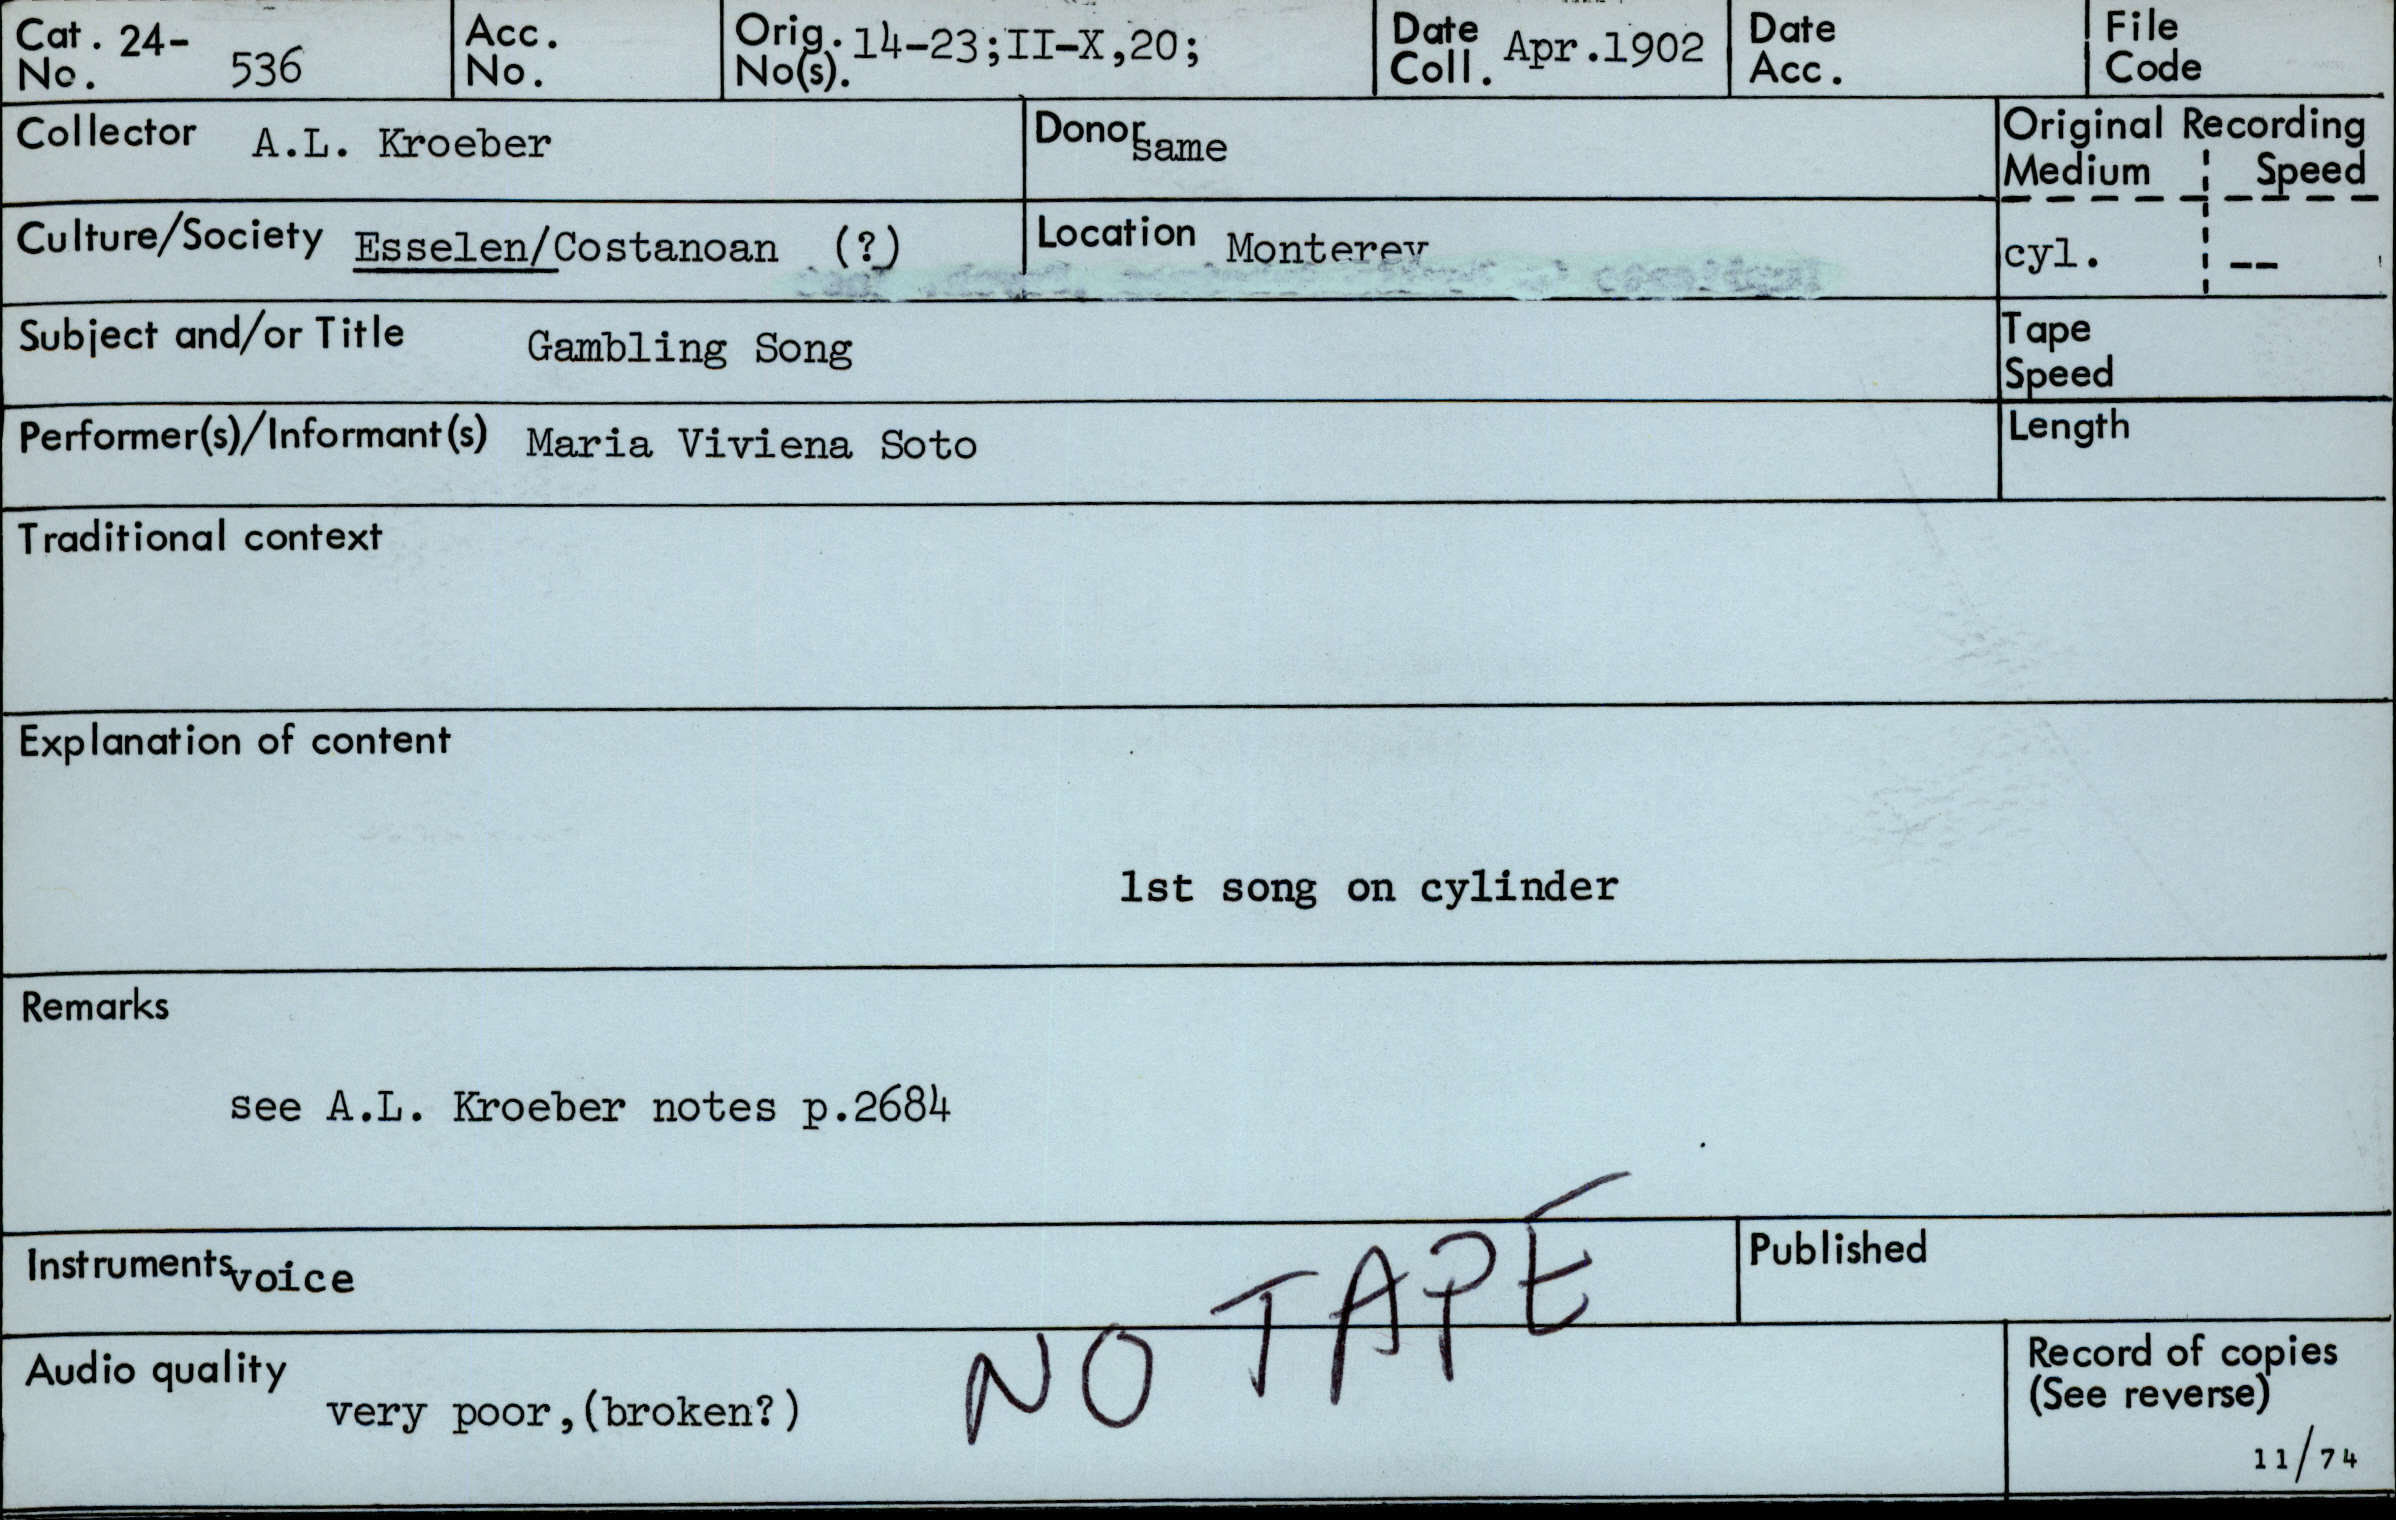 Cat. No. 24-536
Acc. No.
Orig. No(s). 14-23;II-X,20;
Date Coll. Apr.1902
Date Acc.
File Code
Collector A.L. Kroeber
Donor same
Original Recording
Medium Speed
cyl. --
Culture/Society Esselen/Costanoan (?)
Location Monterey
Subject and/or Title Gambling Song
Tape Speed
Performer(s)/Informant(s) Maria Viviena Soto
Length
Traditional context
Explanation of content
1st song on cylinder
Remarks
see A.L. Kroeber notes p.2684
Instruments voice
Published
NO TAPE
Audio quality very poor,(broken?)
Record of copies
(See reverse)
11/74